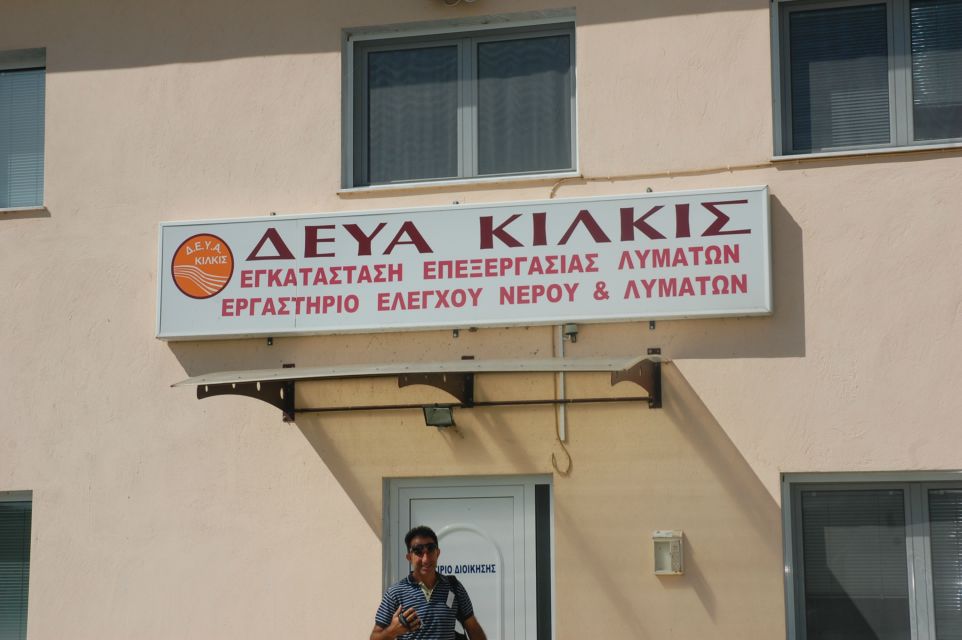 ΔΕΥΑ ΚΙΛΚΙΣ
Δ.Ε.Υ.Α.
ΚΙΛΚΙΣ
ΕΓΚΑΤΑΣΤΑΣΗ ΕΠΕΞΕΡΓΑΣΙΑΣ ΛΥΜΑΤΩΝ
ΕΡΓΑΣΤΗΡΙΟ ΕΛΕΓΧΟΥ ΝΕΡΟΥ & ΛΥΜΑΤΩΝ
ΔΙΟΙΚΗΣΗΣ